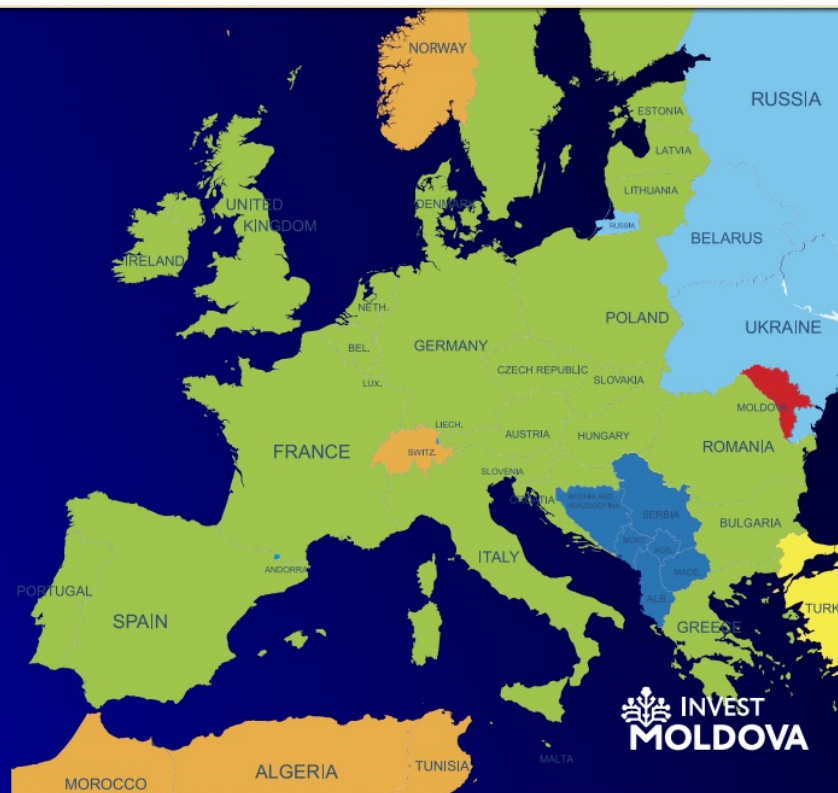 NORWAY
RUSSIA
ESTONIA
LATVIA
LITHUANIA
DENMARK
RUSSIA
UNITED
KINGDOM
BELARUS
IRELAND
NETH.
POLAND
UKRAINE
BEL.
GERMANY
CZECH REPUBLIC
SLOVAKIA
LUX.
MOLDOVA
LIECH.
AUSTRIA
HUNGARY
FRANCE
SWITZ.
ROMANIA
SLOVENIA
CROATIA
BOSNIA AND
HERZEGOVINA
SERBIA
BULGARIA
MONT.
KOS.
ITALY
ANDORRA
MACE.
PORTUGAL
ALB.
TURK
SPAIN
GREECE
INVEST
MOLDOVA
MALTA
ALGERIA
TUNISIA
MOROCCO